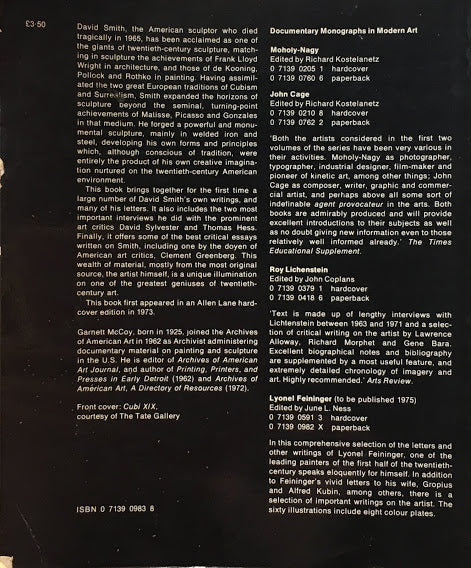 £3·50
David Smith, the American sculptor who died
tragically in 1965, has been acclaimed as one of
the giants of twentieth-century sculpture, match-
ing in sculpture the achievements of Frank Lloyd
Wright in architecture, and those of de Kooning,
Pollock and Rothko in painting. Having assimil-
ated the two great European traditions of Cubism
and Surrealism, Smith expanded the horizons of
sculpture beyond the seminal, turning-point
achievements of Matisse, Picasso and Gonzales
in that medium. He forged a powerful and monu-
mental sculpture, mainly in welded iron and
steel, developing his own forms and principles
which, although conscious of tradition, were
entirely the product of his own creative imagina-
tion nurtured on the twentieth-century American
environment.
This book brings together for the first time a
large number of David Smith's own writings, and
many of his letters. It also includes the two most
important interviews he did with the prominent
art critics David Sylvester and Thomas Hess.
Finally, it offers some of the best critical essays
written on Smith, including one by the doyen of
American art critics, Clement Greenberg. This
wealth of material, mostly from the most original
source, the artist himself, is a unique illumination
on one of the greatest geniuses of twentieth-
century art.
This book first appeared in an Allen Lane hard-
cover edition in 1973.
Garnett McCoy, born in 1925, joined the Archives
of American Art in 1962 as Archivist administering
documentary material on painting and sculpture
in the U.S. He is editor of Archives of American
Art Journal, and author of Printing, Printers, and
Presses in Early Detroit (1962) and Archives of
American Art, A Directory of Resources (1972).
Front cover: Cubi XIX,
courtesy of The Tate Gallery
ISBN 0 7139 0983 8
Documentary Monographs in Modern Art
Moholy-Nagy
Edited by Richard Kostelanetz
0 7139 0205 1 hardcover
0 7139 0760 6 paperback
John Cage
Edited by Richard Kostelanetz
0 7139 0210 8 hardcover
0 7139 0762 2 paperback
'Both the artists considered in the first two
volumes of the series have been very various in
their activities. Moholy-Nagy as photographer,
typographer, industrial designer, film-maker and
pioneer of kinetic art, among other things; John
Cage as composer, writer, graphic and commer-
cial artist, and perhaps above all some sort of
indefinable agent provocateur in the arts. Both
books are admirably produced and will provide
excellent introductions to their subjects as well
as no doubt giving new information even to those
relatively well informed already.' The Times
Educational Supplement.
Roy Lichenstein
Edited by John Coplans
0 7139 0379 1 hardcover
0 7139 0418 6 paperback
'Text is made up of lengthy interviews with
Lichtenstein between 1963 and 1971 and a selec-
tion of critical writing on the artist by Lawrence
Alloway, Richard Morphet and Gene Bara.
Excellent biographical notes and bibliography
are supplemented by a most useful feature, and
extremely detailed chronology of imagery and
art. Highly recommended.' Arts Review.
Lyonel Feininger (to be published 1975)
Edited by June L. Ness
0 7139 0591 3 hardcover
0 7139 0982 X paperback
In this comprehensive selection of the letters and
other writings of Lyonel Feininger, one of the
leading painters of the first half of the twentieth-
century speaks eloquently for himself. In addition
to Feininger's vivid letters to his wife, Gropius
and Alfred Kubin, among others, there is a
selection of important writings on the artist. The
sixty illustrations include eight colour plates.